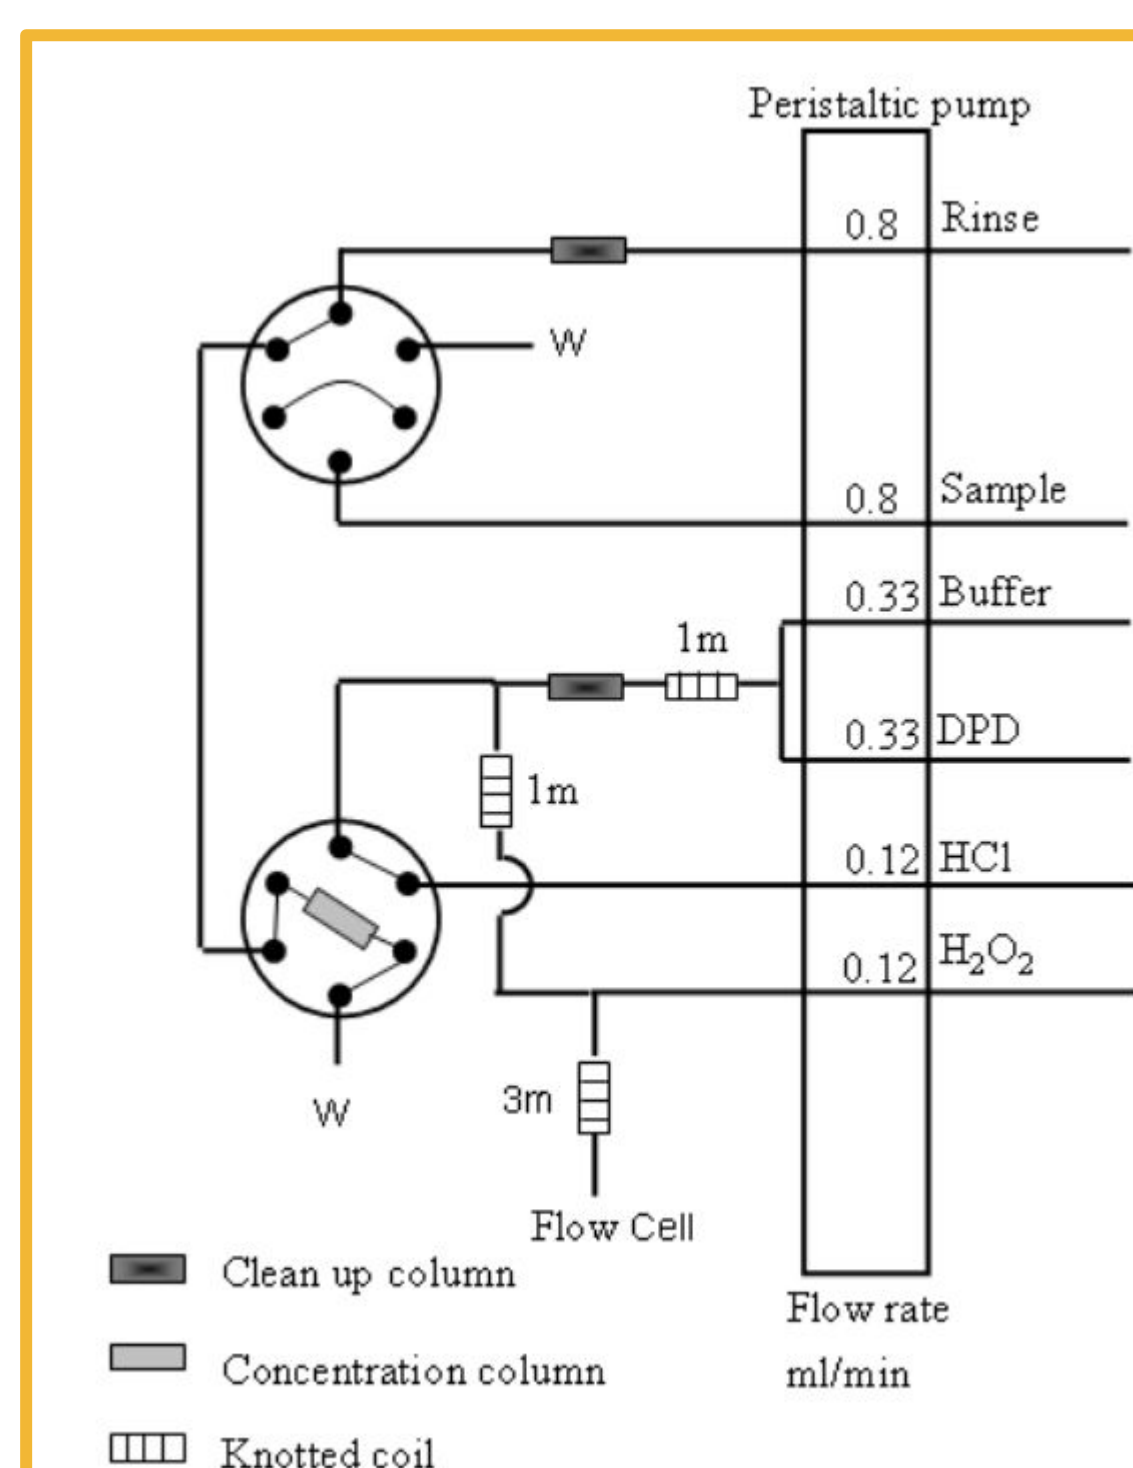 Peristaltic pump
0.8 Rinse
W
0.8 Sample
0.33 Buffer
1m
0.33 DPD
1m
0.12 HCl
0.12 H₂O₂
3m
W
Flow Cell
Clean up column
Flow rate
ml/min
Concentration column
Knotted coil